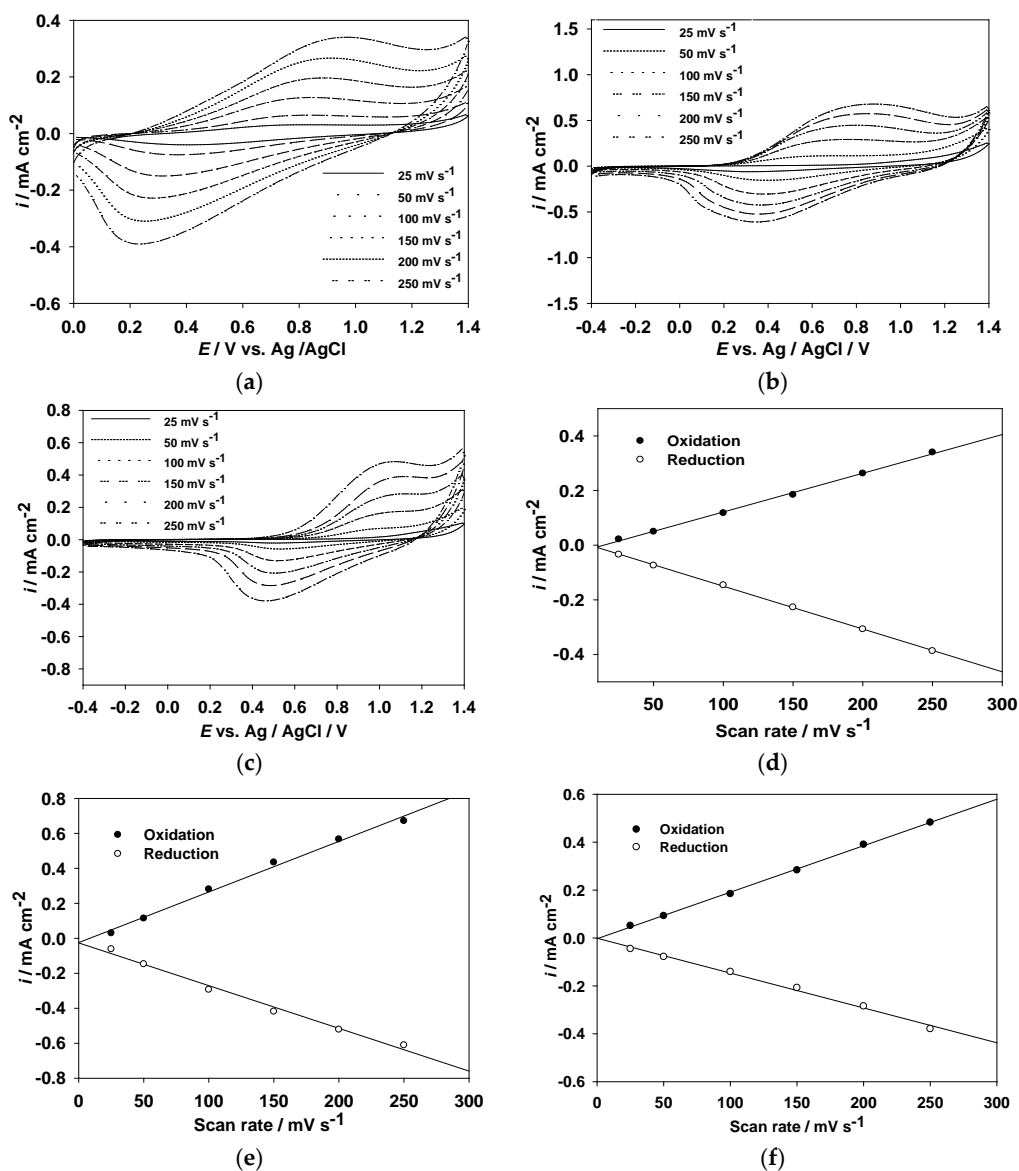 0.4
0.2
0.0
-0.2
-0.4
-0.6
i / mA cm-2
25 mV s-1
50 mV s-1
100 mV s-1
150 mV s-1
200 mV s-1
250 mV s-1
0.0 0.2 0.4 0.6 0.8 1.0 1.2 1.4
E / V vs. Ag /AgCl
(a)
1.5
1.0
0.5
0.0
-0.5
-1.0
-1.5
i / mA cm-2
25 mV s-1
50 mV s-1
100 mV s-1
150 mV s-1
200 mV s-1
250 mV s-1
-0.4 0.0 0.4 0.8 1.2 1.4
E vs. Ag / AgCl / V
(b)
0.8
0.6
0.4
0.2
0.0
-0.2
-0.4
-0.6
-0.8
i / mA cm-2
25 mV s-1
50 mV s-1
100 mV s-1
150 mV s-1
200 mV s-1
250 mV s-1
-0.4 -0.2 0.0 0.2 0.4 0.6 0.8 1.0 1.2 1.4
E vs. Ag / AgCl / V
(c)
0.4
0.2
0.0
-0.2
-0.4
i / mA cm-2
Oxidation
Reduction
50 100 150 200 250 300
Scan rate / mV s-1
(d)
0.8
0.6
0.4
0.2
0.0
-0.2
-0.4
-0.6
-0.8
i / mA cm-2
Oxidation
Reduction
0 50 100 150 200 250 300
Scan rate / mV s-1
(e)
0.6
0.4
0.2
0.0
-0.2
-0.4
-0.6
i / mA cm-2
Oxidation
Reduction
0 50 100 150 200 250 300
Scan rate / mV s-1
(f)